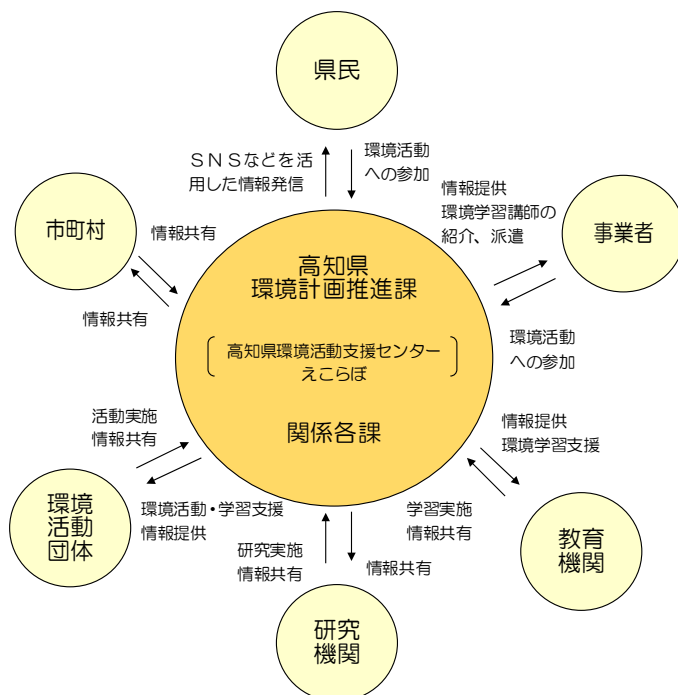 県民
ＳＮＳなどを活
用した情報発信
環境活動
への参加
市町村
情報共有
情報共有
情報提供
環境学習講師の
紹介、派遣
事業者
環境活動
への参加
高知県
環境計画推進課
高知県環境活動支援センター
えこらぼ
関係各課
活動実施
情報共有
環境
活動
団体
環境活動・学習支援
情報提供
情報提供
環境学習支援
学習実施
情報共有
教育
機関
研究実施
情報共有
情報共有
研究
機関